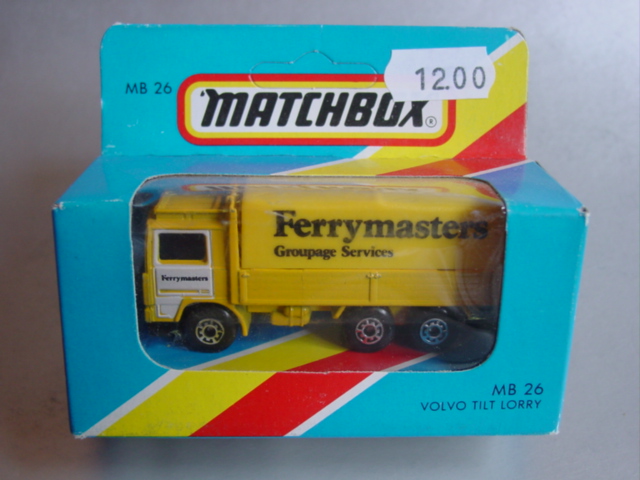 12.00
MB 26
MATCHBOX®
Ferrymasters
Groupage Services
Ferrymasters
MB 26
VOLVO TILT LORRY